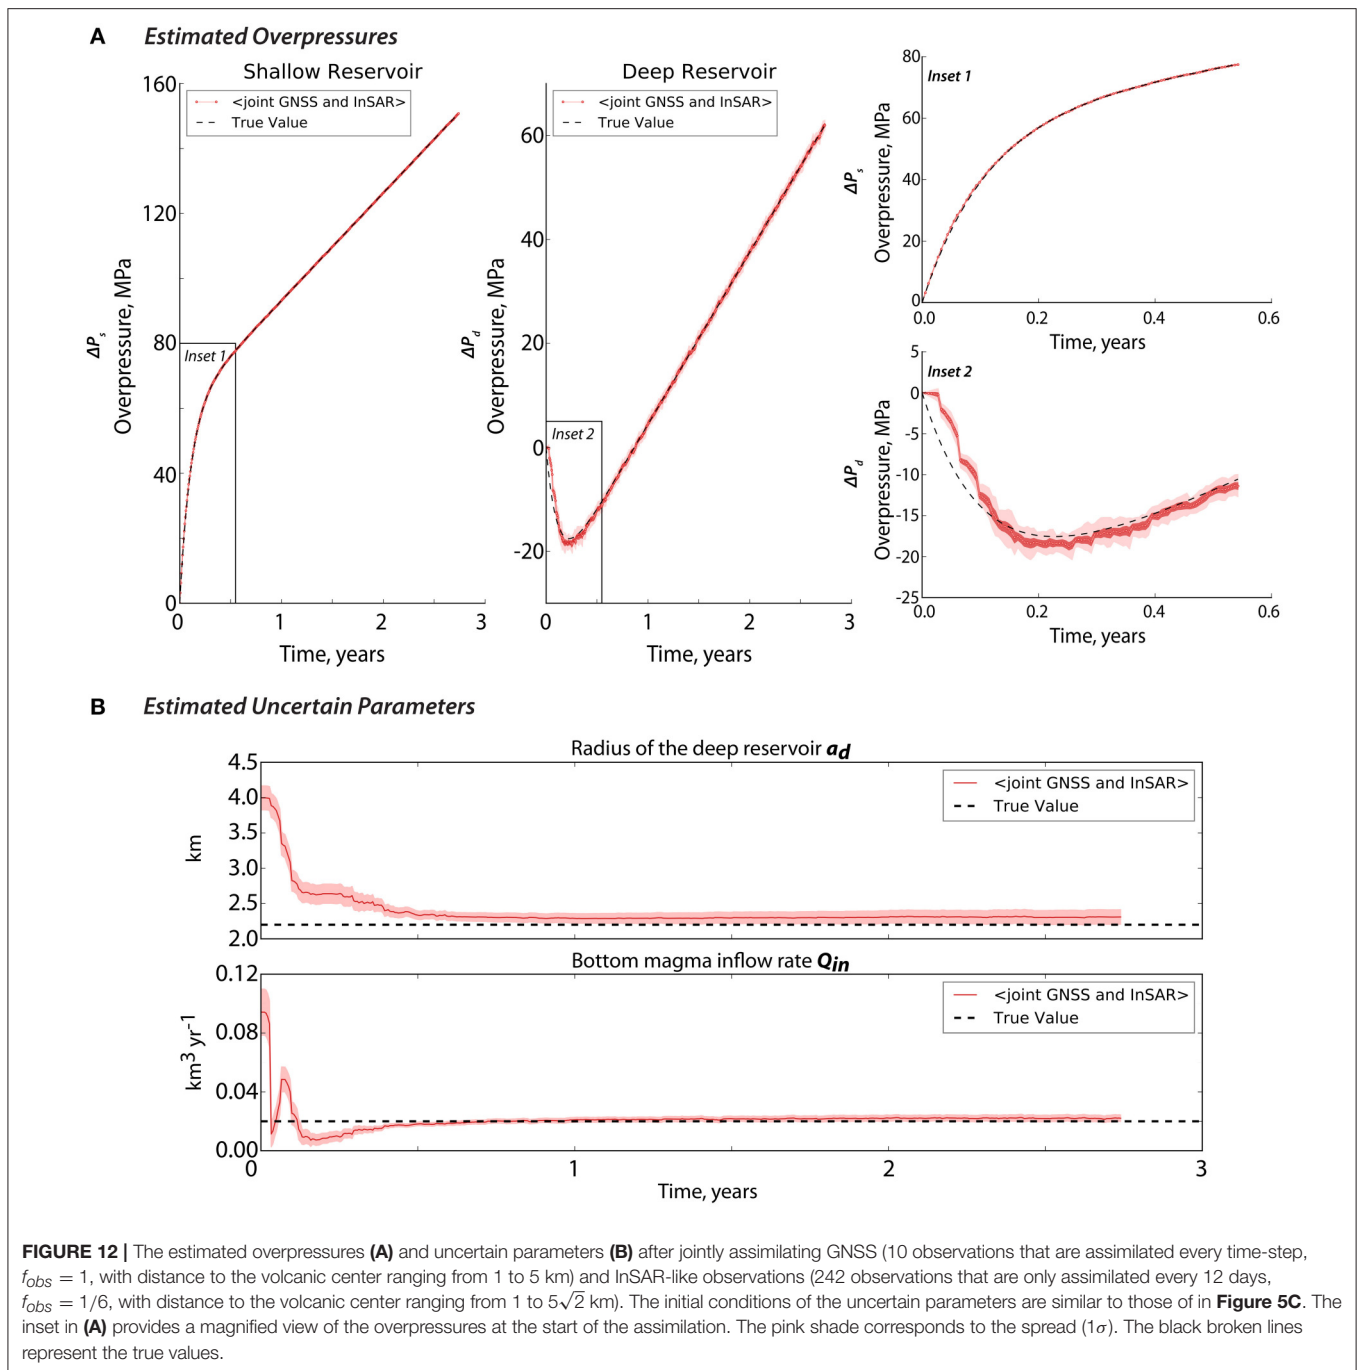 A Estimated Overpressures
Shallow Reservoir
<joint GNSS and InSAR>
True Value
160
120
80
40
0
ΔPs
Overpressure, MPa
Inset 1
0 1 2 3
Time, years
Deep Reservoir
<joint GNSS and InSAR>
True Value
60
40
20
0
-20
ΔPd
Overpressure, MPa
Inset 2
0 1 2 3
Time, years
Inset 1
80
60
40
20
0
ΔPs
Overpressure, MPa
0.0 0.2 0.4 0.6
Time, years
Inset 2
5
0
-5
-10
-15
-20
-25
ΔPd
Overpressure, MPa
0.0 0.2 0.4 0.6
Time, years
B Estimated Uncertain Parameters
Radius of the deep reservoir ad
<joint GNSS and InSAR>
True Value
4.5
4.0
3.5
3.0
2.5
2.0
km
Bottom magma inflow rate Qin
<joint GNSS and InSAR>
True Value
0.12
0.08
0.04
0.00
km³ yr⁻¹
0 1 2 3
Time, years
FIGURE 12 | The estimated overpressures (A) and uncertain parameters (B) after jointly assimilating GNSS (10 observations that are assimilated every time-step,
fobs = 1, with distance to the volcanic center ranging from 1 to 5 km) and InSAR-like observations (242 observations that are only assimilated every 12 days,
fobs = 1/6, with distance to the volcanic center ranging from 1 to 5√2 km). The initial conditions of the uncertain parameters are similar to those of in Figure 5C. The
inset in (A) provides a magnified view of the overpressures at the start of the assimilation. The pink shade corresponds to the spread (1σ). The black broken lines
represent the true values.